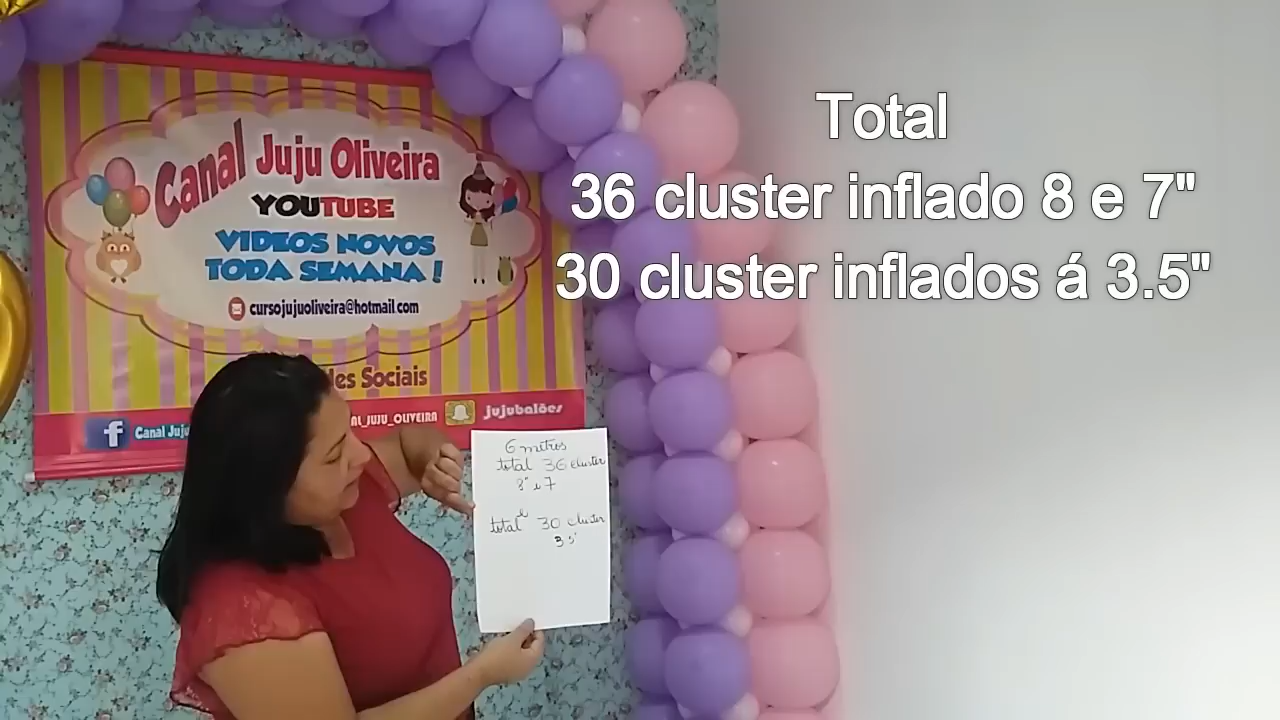 Total
36 cluster inflado 8 e 7"
30 cluster inflados á 3.5"
Canal Juju Oliveira
YOUTUBE
VIDEOS NOVOS
TODA SEMANA!
cursojujuoliveira@hotmail.com
des Sociais
AL_JUJU_OLIVEIRA
jujubalões
f Canal Juju
6 metros
total 36 cluster
8" e 7
total 30 cluster
3 5"